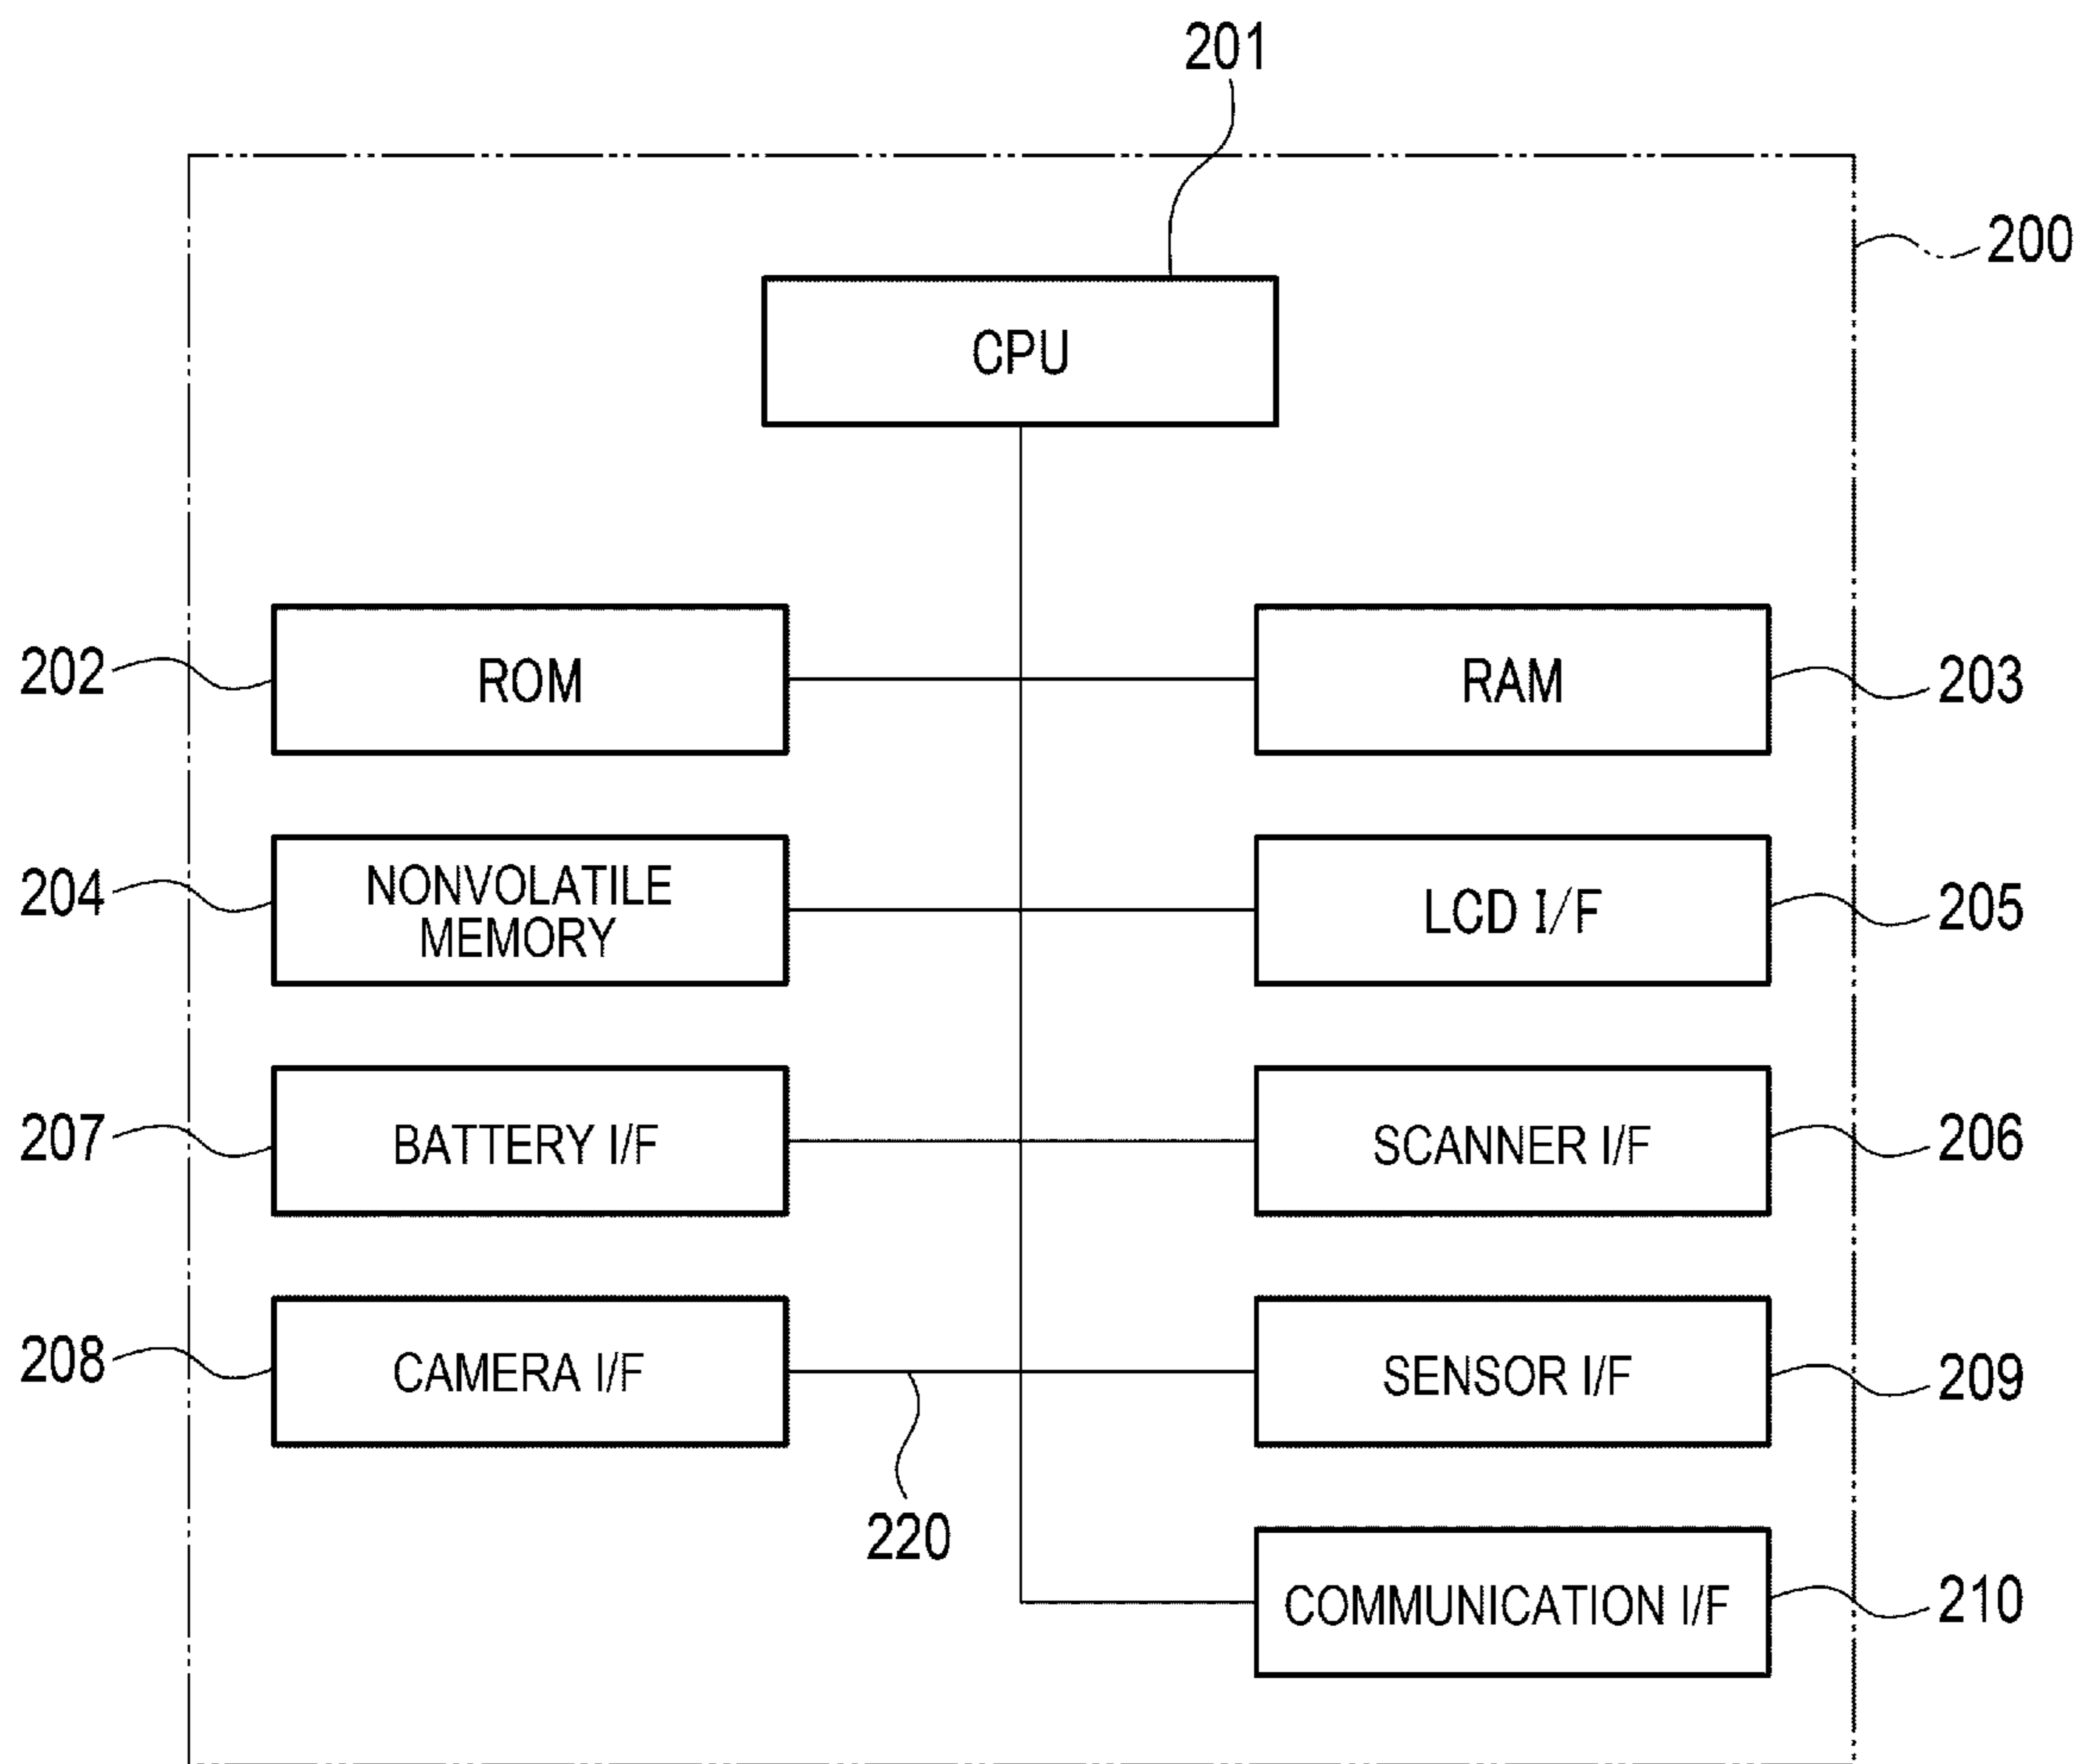 201
200
CPU
202
ROM
RAM
203
204
NONVOLATILE
MEMORY
LCD I/F
205
207
BATTERY I/F
SCANNER I/F
206
208
CAMERA I/F
SENSOR I/F
209
220
COMMUNICATION I/F
210